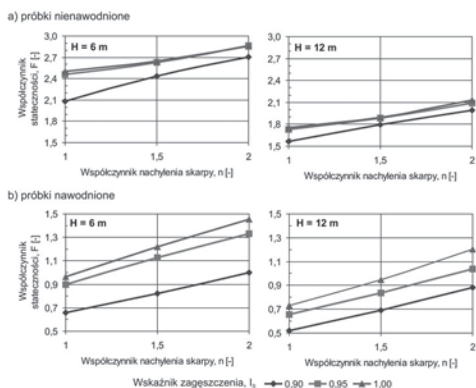 a) próbki nienawodnione
Współczynnik
stateczności, F [-]
3,0
2,7
2,4
2,1
1,8
1,5
H = 6 m
1
1,5
2
Współczynnik nachylenia skarpy, n [-]
3,0
2,7
2,4
2,1
1,8
1,5
H = 12 m
1
1,5
2
Współczynnik nachylenia skarpy, n [-]
b) próbki nawodnione
Współczynnik
stateczności, F [-]
1,5
1,3
1,1
0,9
0,7
0,5
H = 6 m
1
1,5
2
Współczynnik nachylenia skarpy, n [-]
1,5
1,3
1,1
0,9
0,7
0,5
H = 12 m
1
1,5
2
Współczynnik nachylenia skarpy, n [-]
Wskaźnik zagęszczenia, Is 0,90 0,95 1,00